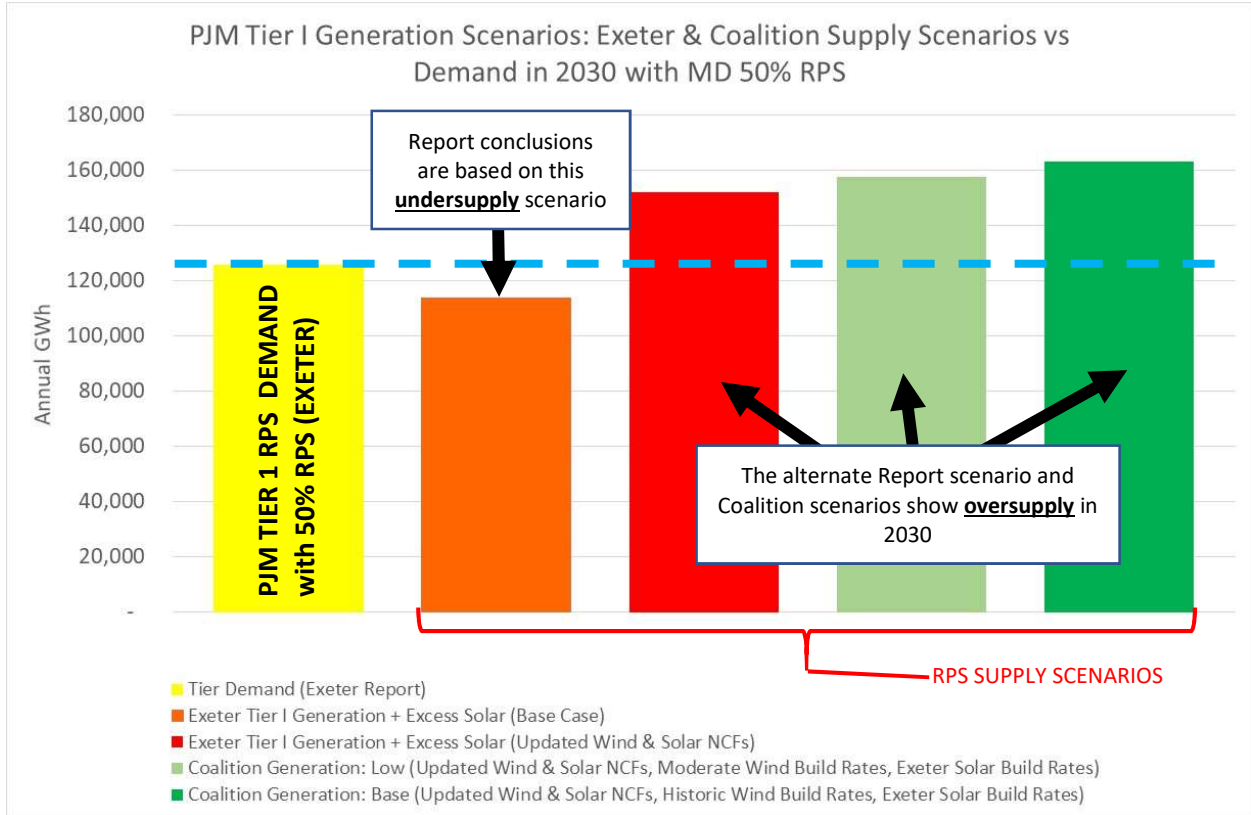 PJM Tier I Generation Scenarios: Exeter & Coalition Supply Scenarios vs
Demand in 2030 with MD 50% RPS
Annual GWh
180,000
160,000
140,000
120,000
100,000
80,000
60,000
40,000
20,000
-
PJM TIER 1 RPS DEMAND
with 50% RPS (EXETER)
Report conclusions
are based on this
undersupply scenario
The alternate Report scenario and
Coalition scenarios show oversupply in
2030
RPS SUPPLY SCENARIOS
Tier Demand (Exeter Report)
Exeter Tier I Generation + Excess Solar (Base Case)
Exeter Tier I Generation + Excess Solar (Updated Wind & Solar NCFs)
Coalition Generation: Low (Updated Wind & Solar NCFs, Moderate Wind Build Rates, Exeter Solar Build Rates)
Coalition Generation: Base (Updated Wind & Solar NCFs, Historic Wind Build Rates, Exeter Solar Build Rates)